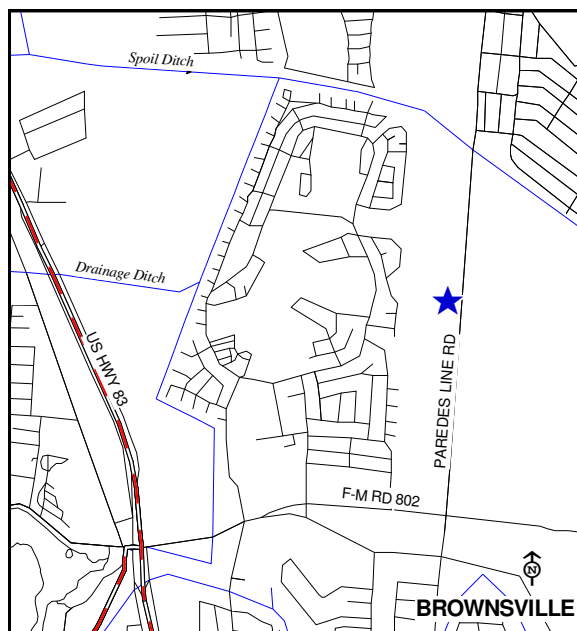 Spoil Ditch
Drainage Ditch
US HWY 83
PAREDES LINE RD
F-M RD 802
N
BROWNSVILLE